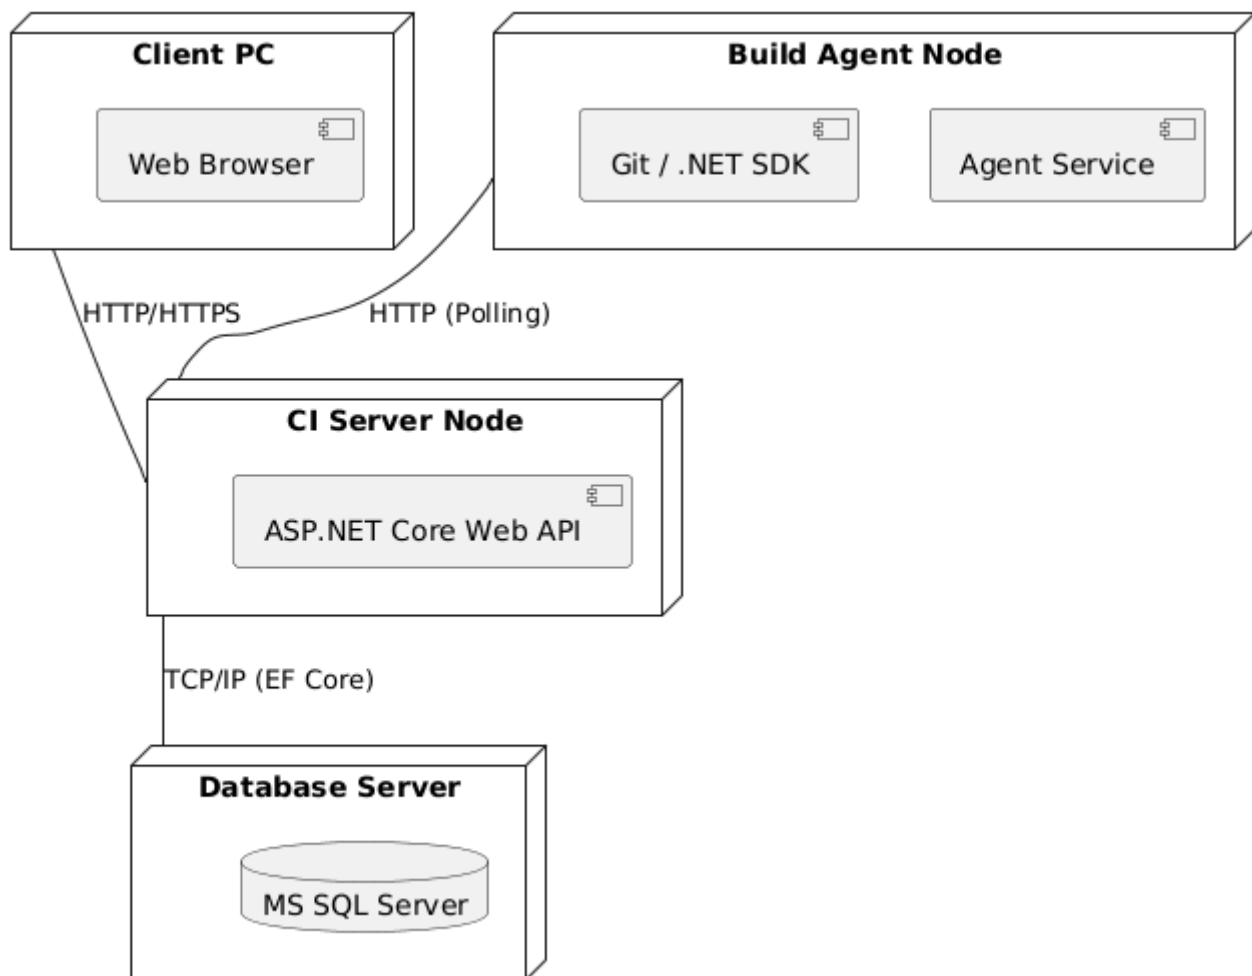 Client PC
Build Agent Node
Web Browser
Git / .NET SDK
Agent Service
HTTP/HTTPS
HTTP (Polling)
CI Server Node
ASP.NET Core Web API
TCP/IP (EF Core)
Database Server
MS SQL Server